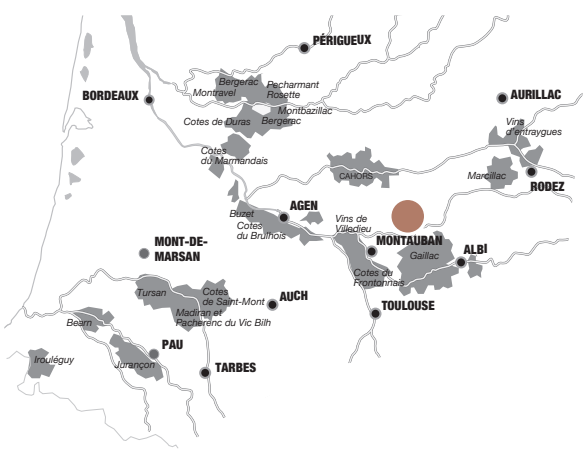 PÉRIGUEUX
Bergerac
Pecharmant
Montravel
Rosette
BORDEAUX
AURILLAC
Montbazillac
Cotes de Duras
Bergerac
Vins
d'entraygues
Cotes
du Marmandais
CAHORS
Marcillac
RODEZ
AGEN
Buzet
Cotes
du Brulhois
Vins de
Villedieu
MONTAUBAN
ALBI
Gaillac
MONT-DE-
MARSAN
Cotes du
Frontonnais
Tursan
Cotes
de Saint-Mont
AUCH
Madiran et
Pacherenc du Vic Bilh
TOULOUSE
Bearn
PAU
Irouléguy
Jurançon
TARBES